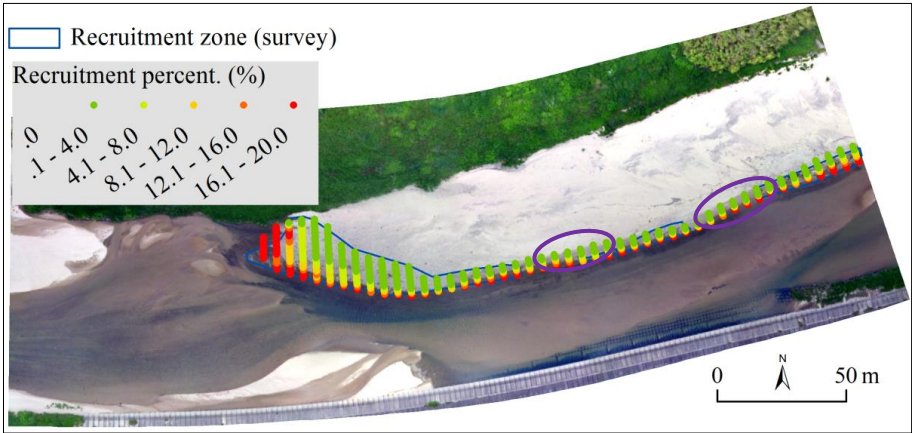 Recruitment zone (survey)
Recruitment percent. (%)
.0
.1 - 4.0
4.1 - 8.0
8.1 - 12.0
12.1 - 16.0
16.1 - 20.0
N
0 50 m